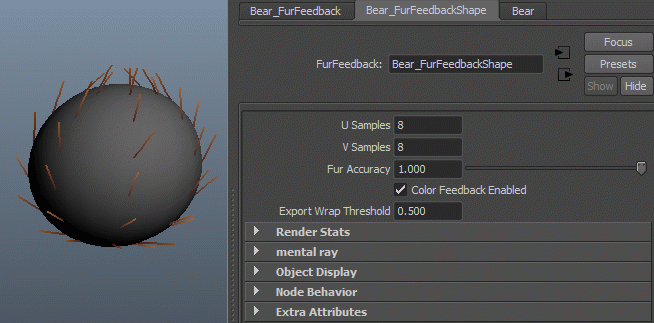 Bear_FurFeedback Bear_FurFeedbackShape Bear
Focus
FurFeedback: Bear_FurFeedbackShape Presets
Show Hide
U Samples 8
V Samples 8
Fur Accuracy 1.000
Color Feedback Enabled
Export Wrap Threshold 0.500
Render Stats
mental ray
Object Display
Node Behavior
Extra Attributes